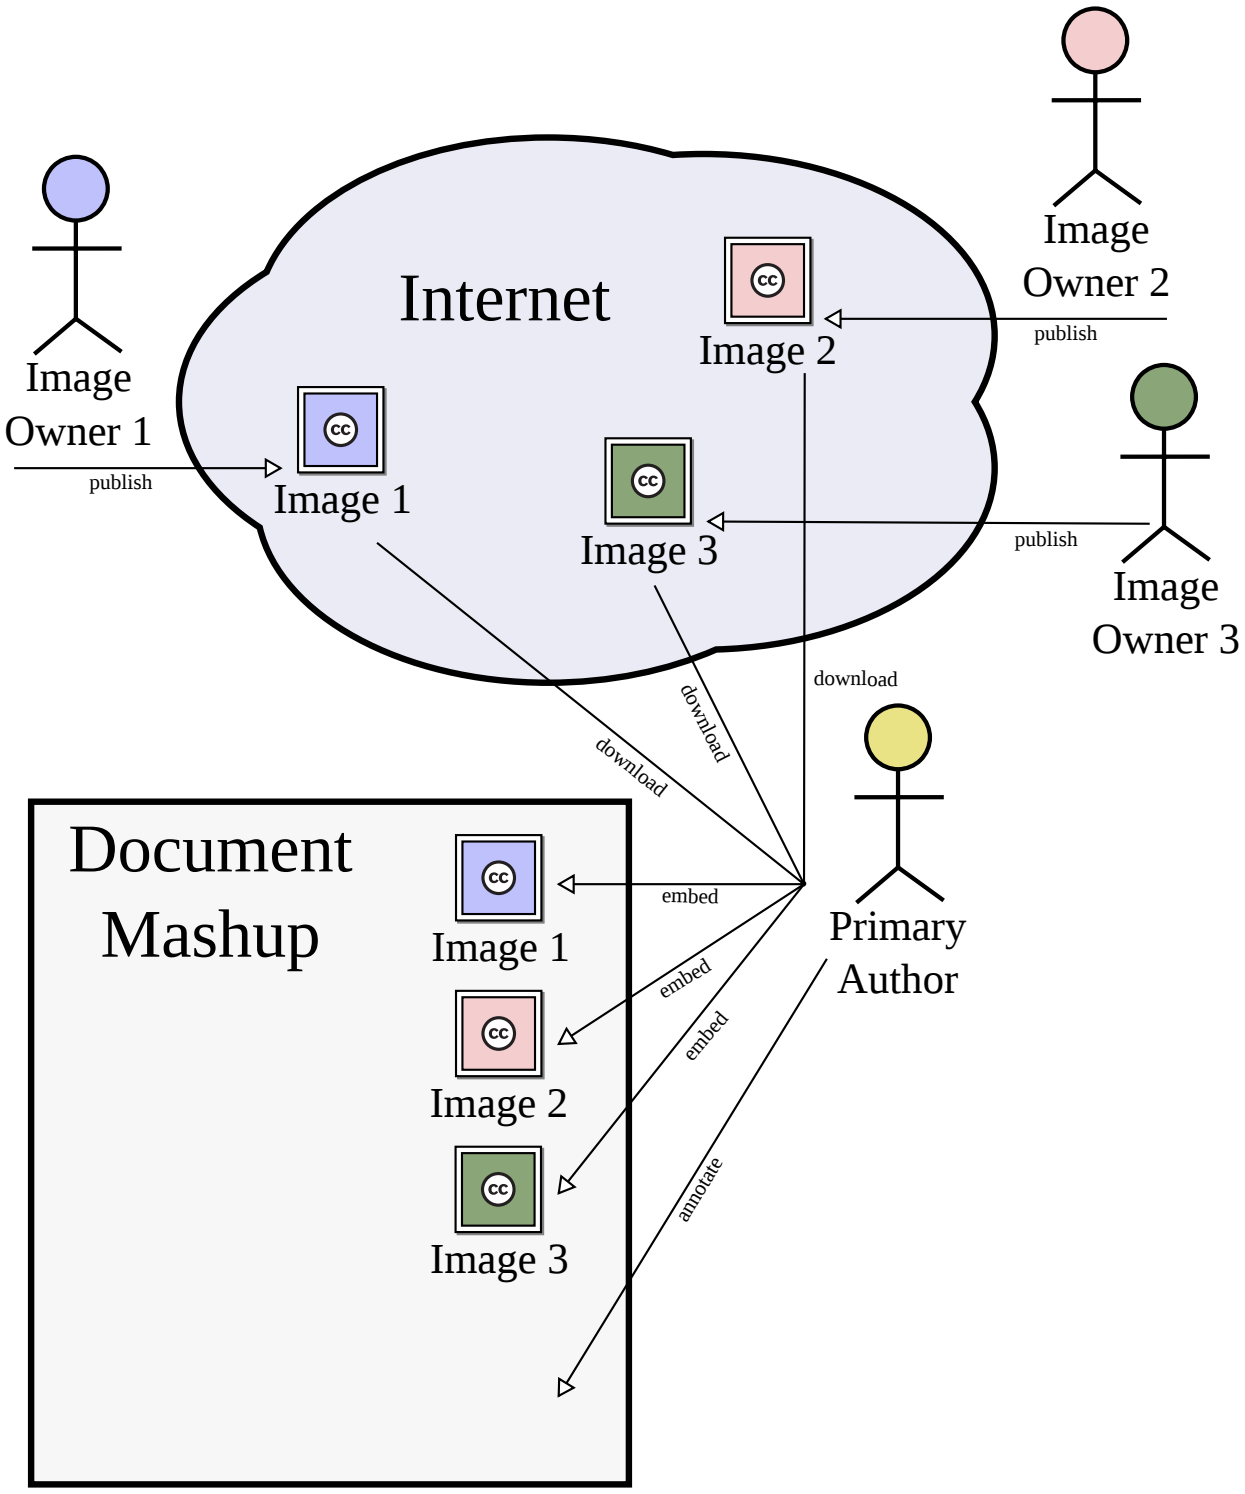 Image
Owner 2
publish
Image
Owner 1
publish
Internet
cc
Image 2
cc
Image 1
cc
Image 3
publish
Image
Owner 3
download
download
download
Primary
Author
Document
Mashup
cc
Image 1
embed
cc
Image 2
embed
cc
Image 3
embed
annotate